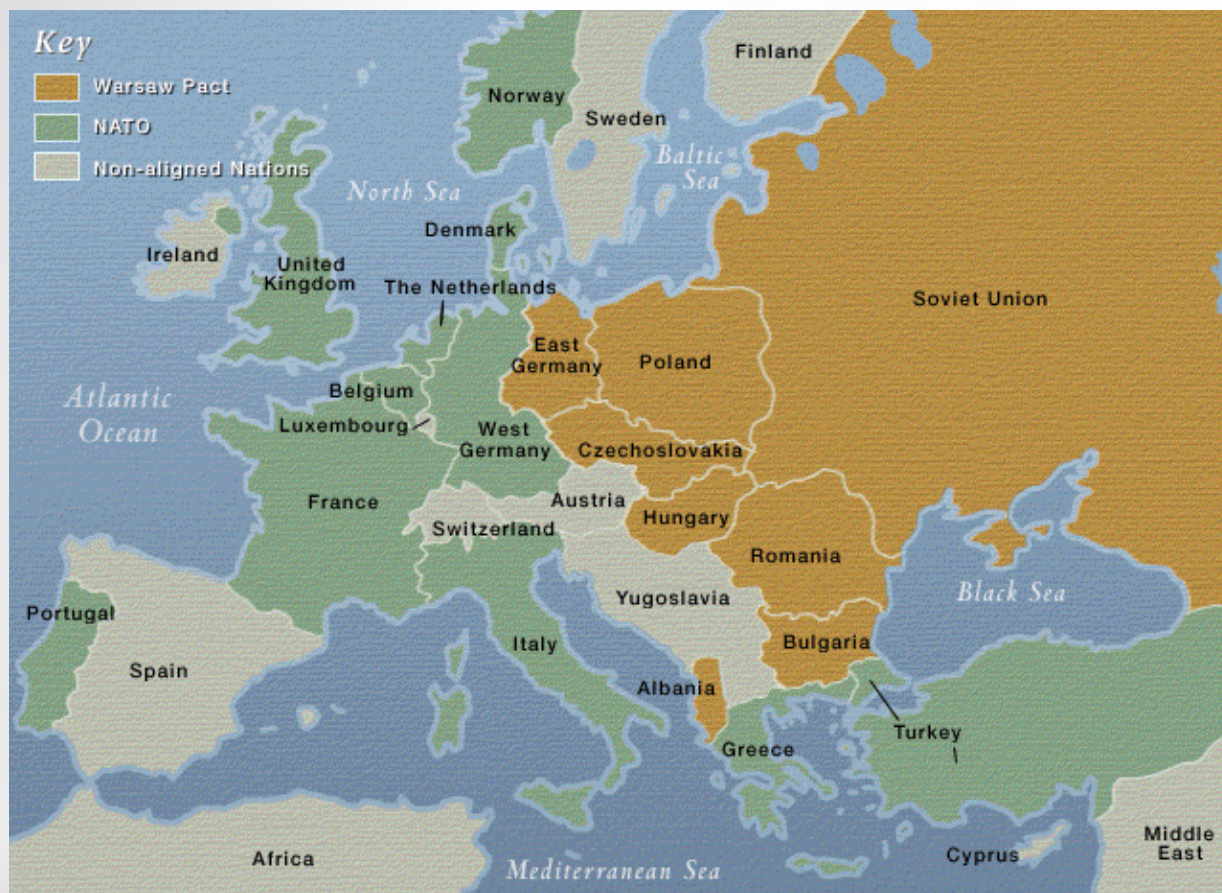 Key
Warsaw Pact
NATO
Non-aligned Nations
Finland
Norway
Sweden
Baltic
Sea
North Sea
Denmark
Ireland
United
Kingdom
The Netherlands
Soviet Union
East
Germany
Poland
Belgium
Atlantic
Ocean
Luxembourg
West
Germany
Czechoslovakia
France
Austria
Switzerland
Hungary
Romania
Black Sea
Yugoslavia
Portugal
Italy
Bulgaria
Spain
Albania
Turkey
Greece
Africa
Mediterranean Sea
Cyprus
Middle
East